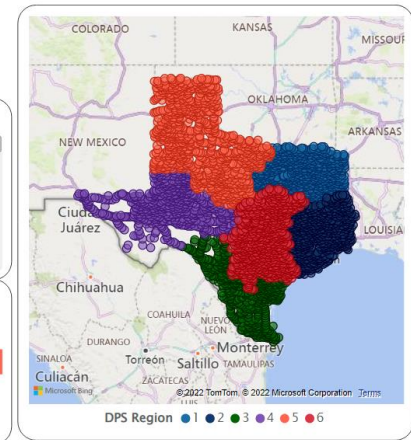 COLORADO
KANSAS
MISSOUR
OKLAHOMA
ARKANSAS
NEW MEXICO
LOUISIA
Ciuda
Juárez
Chihuahua
COAHUILA
NUEVO
LEÓN
Monterrey
DURANGO
Torreón
Saltillo
TAMAULIPAS
SINALOA
Culiacán
ZACATECAS
Microsoft Bing
©2022 TomTom, © 2022 Microsoft Corporation Terms
DPS Region 1 2 3 4 5 6